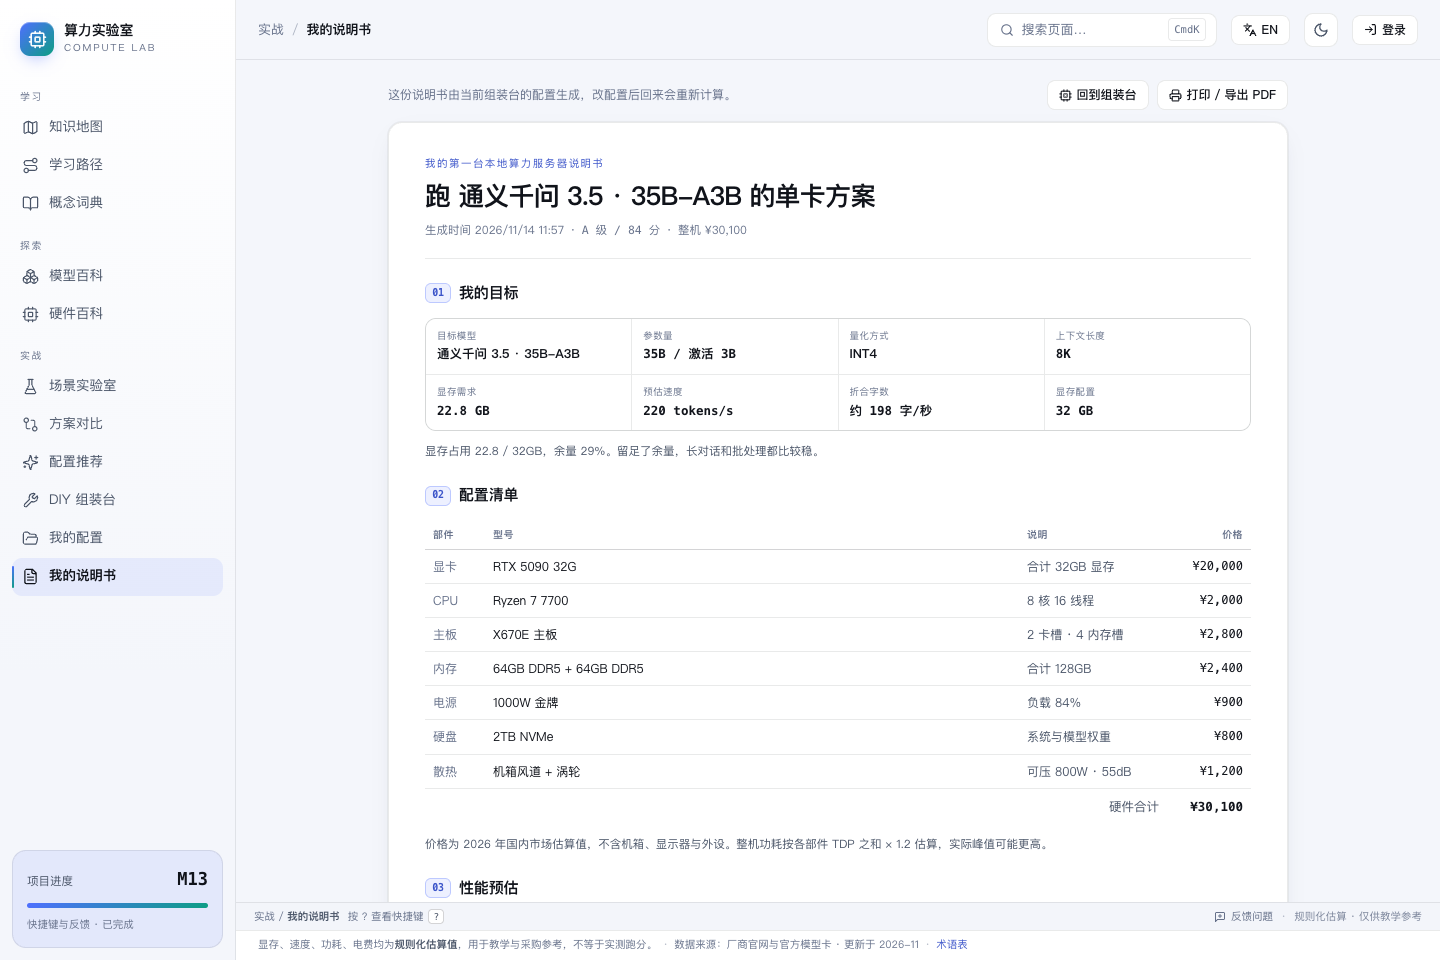 算力实验室
COMPUTE LAB
学习
知识地图
学习路径
概念词典
探索
模型百科
硬件百科
实战
场景实验室
方案对比
配置推荐
DIY 组装台
我的配置
我的说明书
项目进度 M13
快捷键与反馈 · 已完成
实战 / 我的说明书
搜索页面... CmdK
EN
登录
这份说明书由当前组装台的配置生成，改配置后回来会重新计算。
回到组装台
打印 / 导出 PDF
我的第一台本地算力服务器说明书
跑 通义千问 3.5 · 35B-A3B 的单卡方案
生成时间 2026/11/14 11:57 · A 级 / 84 分 · 整机 ¥30,100
01 我的目标
目标模型 参数量 量化方式 上下文长度
通义千问 3.5 · 35B-A3B 35B / 激活 3B INT4 8K
显存需求 预估速度 折合字数 显存配置
22.8 GB 220 tokens/s 约 198 字/秒 32 GB
显存占用 22.8 / 32GB，余量 29%。留足了余量，长对话和批处理都比较稳。
02 配置清单
部件 型号 说明 价格
显卡 RTX 5090 32G 合计 32GB 显存 ¥20,000
CPU Ryzen 7 7700 8 核 16 线程 ¥2,000
主板 X670E 主板 2 卡槽 · 4 内存槽 ¥2,800
内存 64GB DDR5 + 64GB DDR5 合计 128GB ¥2,400
电源 1000W 金牌 负载 84% ¥900
硬盘 2TB NVMe 系统与模型权重 ¥800
散热 机箱风道 + 涡轮 可压 800W · 55dB ¥1,200
硬件合计 ¥30,100
价格为 2026 年国内市场估算值，不含机箱、显示器与外设。整机功耗按各部件 TDP 之和 × 1.2 估算，实际峰值可能更高。
03 性能预估
实战 / 我的说明书 按 ? 查看快捷键 ?
反馈问题 · 规则化估算 · 仅供教学参考
显存、速度、功耗、电费均为规则化估算值，用于教学与采购参考，不等于实测跑分。 · 数据来源：厂商官网与官方模型卡 · 更新于 2026-11 · 术语表